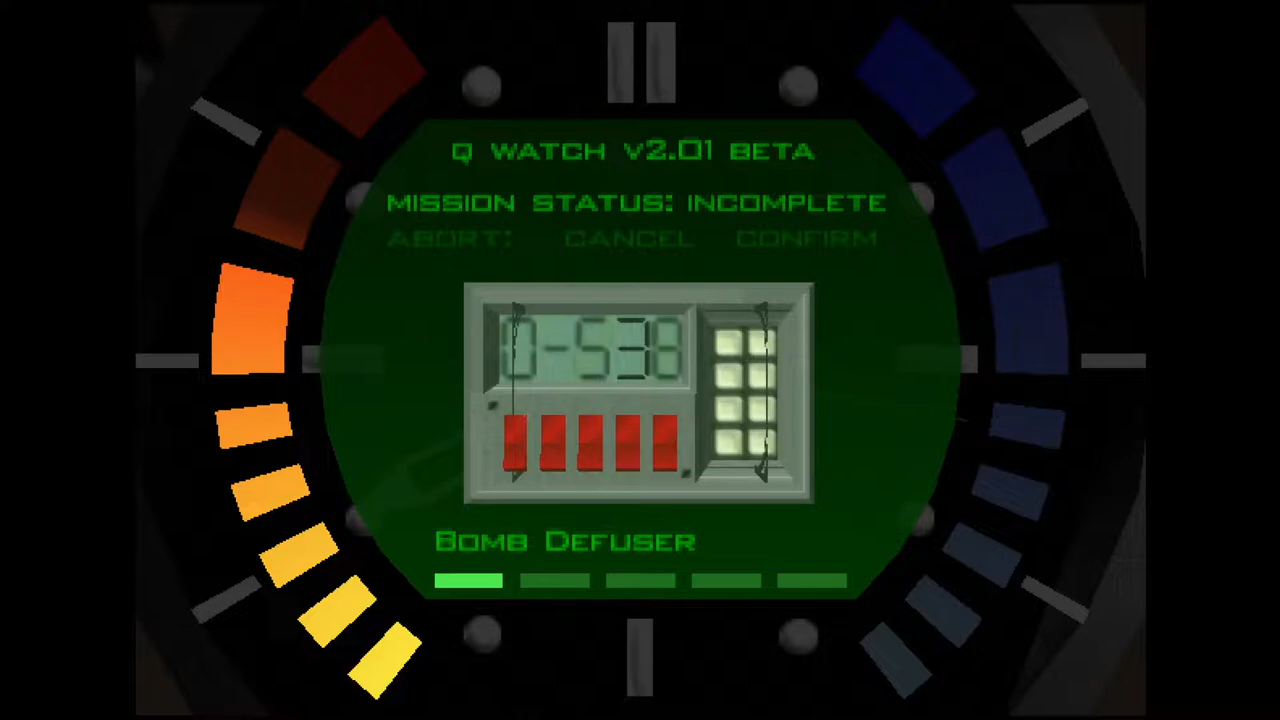 Q WATCH V2.01 BETA
MISSION STATUS: INCOMPLETE
ABORT: CANCEL CONFIRM
0-538
BOMB DEFUSER